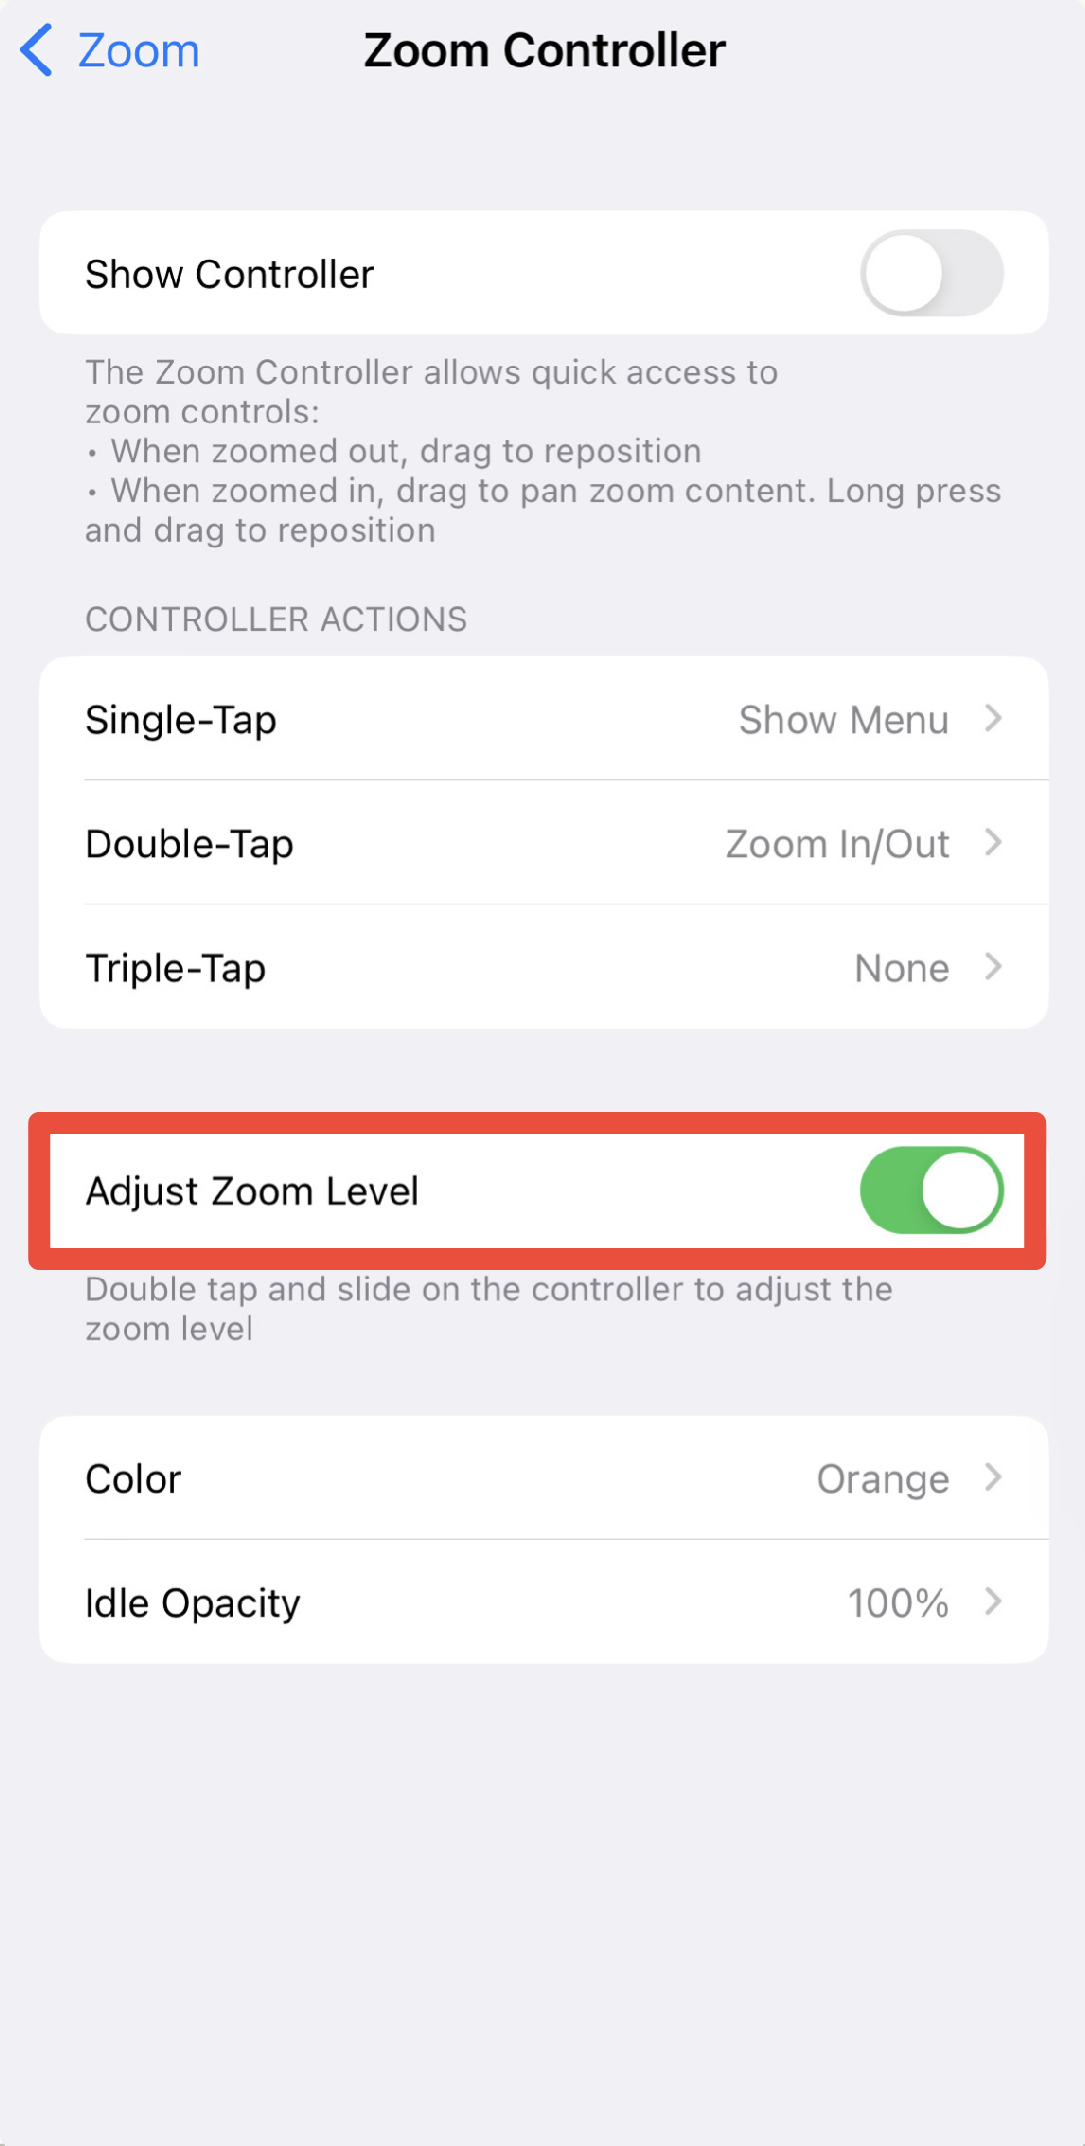 Zoom
Zoom Controller
Show Controller
The Zoom Controller allows quick access to
zoom controls:
• When zoomed out, drag to reposition
• When zoomed in, drag to pan zoom content. Long press
and drag to reposition
CONTROLLER ACTIONS
Single-Tap Show Menu
Double-Tap Zoom In/Out
Triple-Tap None
Adjust Zoom Level
Double tap and slide on the controller to adjust the
zoom level
Color Orange
Idle Opacity 100%